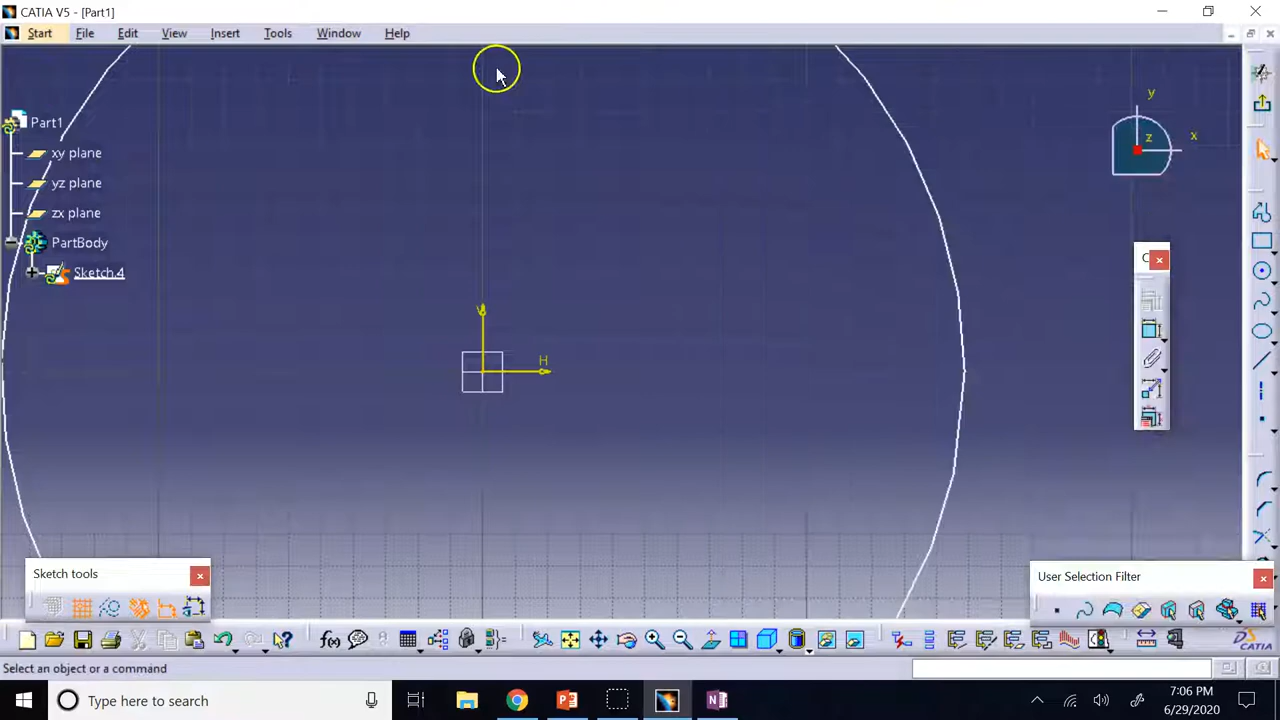 CATIA V5 - [Part1]
Start File Edit View Insert Tools Window Help
y
x
z
Part1
xy plane
yz plane
zx plane
PartBody
Sketch.4
V
H
Sketch tools
User Selection Filter
f(x)
CATIA
Select an object or a command
Type here to search
7:06 PM
6/29/2020